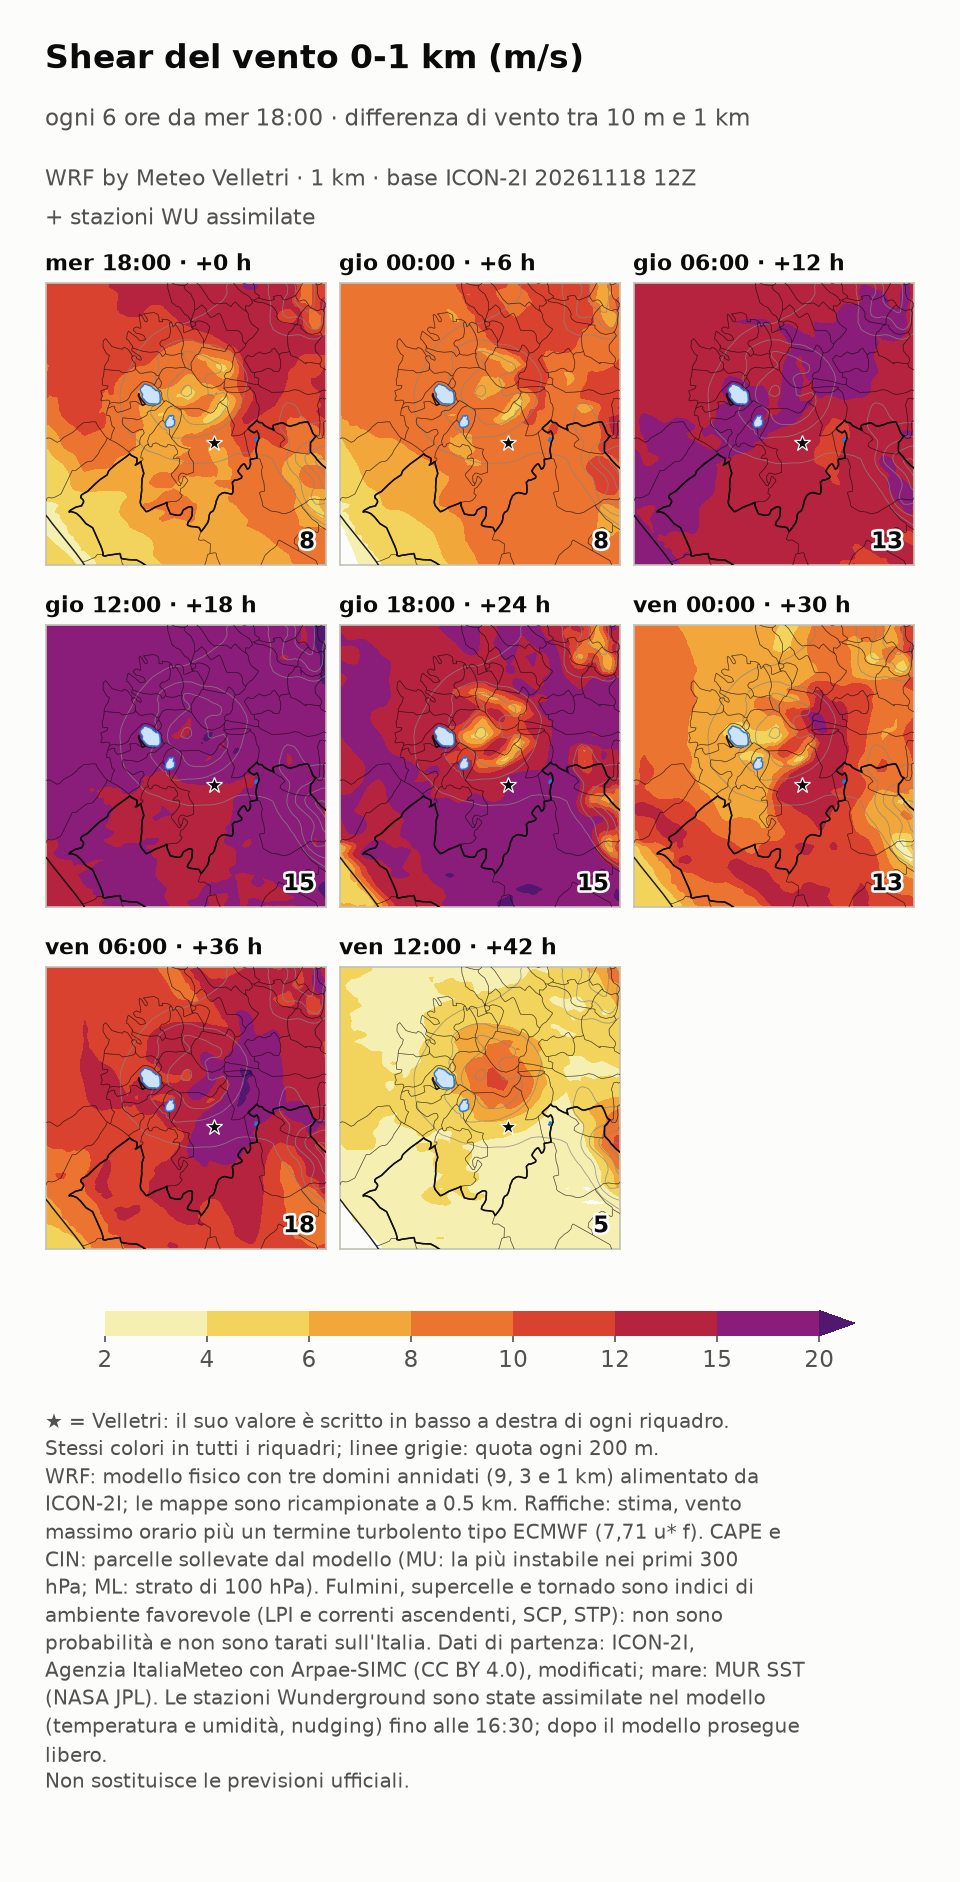 Shear del vento 0-1 km (m/s)
ogni 6 ore da mer 18:00 · differenza di vento tra 10 m e 1 km
WRF by Meteo Velletri · 1 km · base ICON-2I 20261118 12Z
+ stazioni WU assimilate
mer 18:00 · +0 h
gio 00:00 · +6 h
gio 06:00 · +12 h
8
8
13
gio 12:00 · +18 h
gio 18:00 · +24 h
ven 00:00 · +30 h
15
15
13
ven 06:00 · +36 h
ven 12:00 · +42 h
18
5
2 4 6 8 10 12 15 20
★ = Velletri: il suo valore è scritto in basso a destra di ogni riquadro.
Stessi colori in tutti i riquadri; linee grigie: quota ogni 200 m.
WRF: modello fisico con tre domini annidati (9, 3 e 1 km) alimentato da
ICON-2I; le mappe sono ricampionate a 0.5 km. Raffiche: stima, vento
massimo orario più un termine turbolento tipo ECMWF (7,71 u* f). CAPE e
CIN: parcelle sollevate dal modello (MU: la più instabile nei primi 300
hPa; ML: strato di 100 hPa). Fulmini, supercelle e tornado sono indici di
ambiente favorevole (LPI e correnti ascendenti, SCP, STP): non sono
probabilità e non sono tarati sull'Italia. Dati di partenza: ICON-2I,
Agenzia ItaliaMeteo con Arpae-SIMC (CC BY 4.0), modificati; mare: MUR SST
(NASA JPL). Le stazioni Wunderground sono state assimilate nel modello
(temperatura e umidità, nudging) fino alle 16:30; dopo il modello prosegue
libero.
Non sostituisce le previsioni ufficiali.